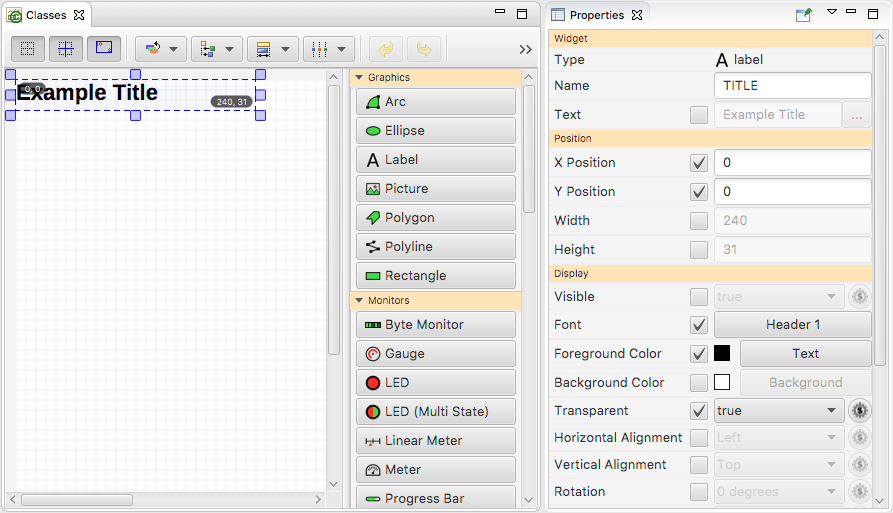 Classes
Graphics
Arc
Ellipse
Label
Picture
Polygon
Polyline
Rectangle
Monitors
Byte Monitor
Gauge
LED
LED (Multi State)
Linear Meter
Meter
Progress Bar
0, 0
Example Title
240, 31
Properties
Widget
Type A label
Name TITLE
Text Example Title ...
Position
X Position 0
Y Position 0
Width 240
Height 31
Display
Visible true
Font Header 1
Foreground Color Text
Background Color Background
Transparent true
Horizontal Alignment Left
Vertical Alignment Top
Rotation 0 degrees